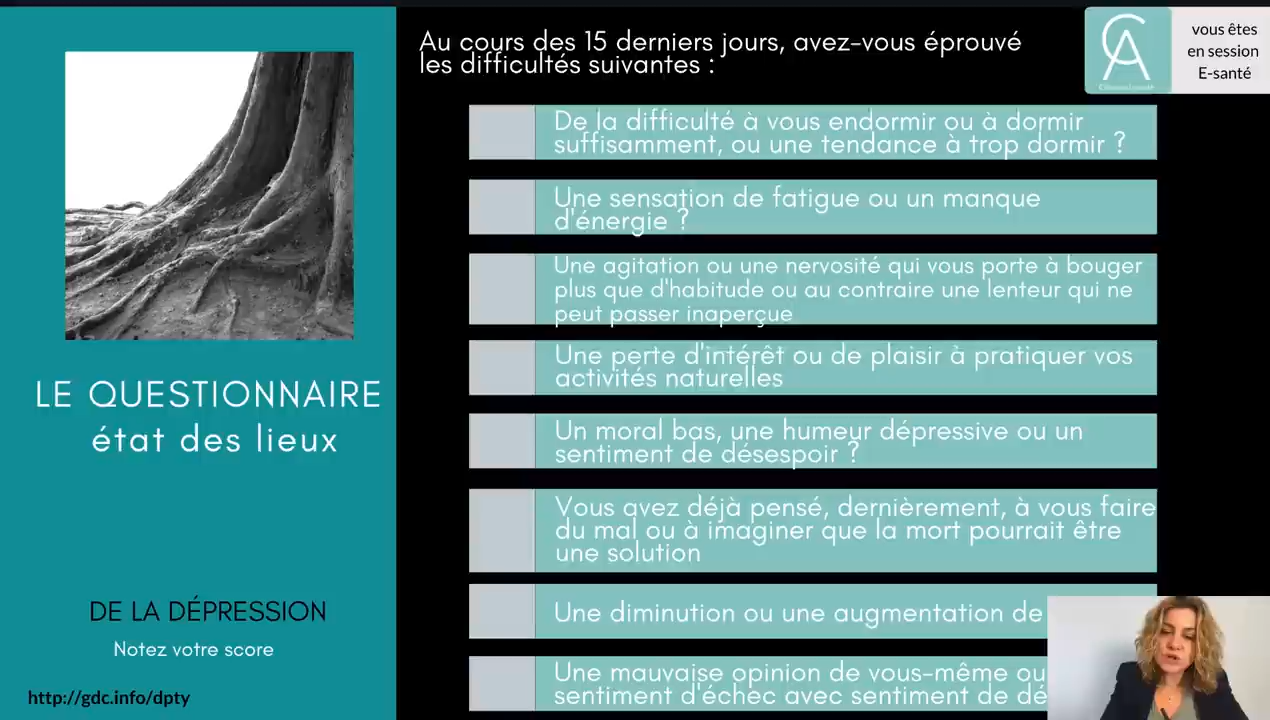 Au cours des 15 derniers jours, avez-vous éprouvé
les difficultés suivantes :
CA
vous êtes
en session
E-santé
De la difficulté à vous endormir ou à dormir
suffisamment, ou une tendance à trop dormir ?
Une sensation de fatigue ou un manque
d'énergie ?
Une agitation ou une nervosité qui vous porte à bouger
plus que d'habitude ou au contraire une lenteur qui ne
peut passer inaperçue
Une perte d'intérêt ou de plaisir à pratiquer vos
activités naturelles
Un moral bas, une humeur dépressive ou un
sentiment de désespoir ?
Vous avez déjà pensé, dernièrement, à vous faire
du mal ou à imaginer que la mort pourrait être
une solution
Une diminution ou une augmentation de
Une mauvaise opinion de vous-même ou
sentiment d'échec avec sentiment de dé
LE QUESTIONNAIRE
état des lieux
DE LA DÉPRESSION
Notez votre score
http://gdc.info/dpty